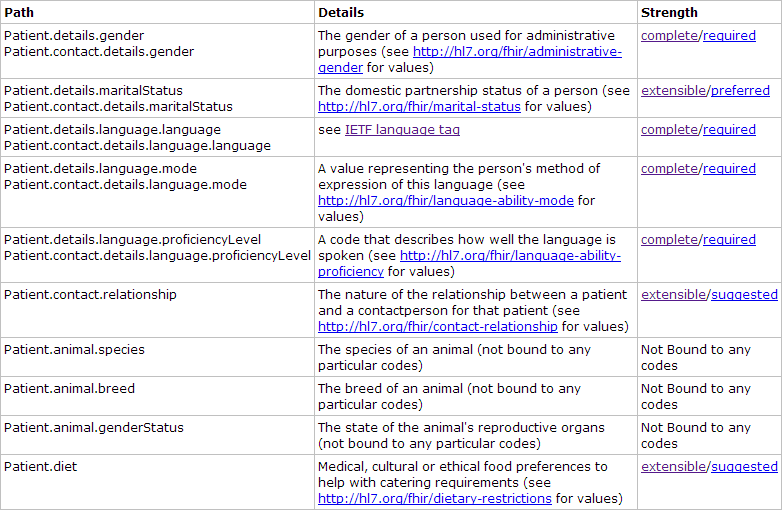 Path Details Strength
Patient.details.gender
Patient.contact.details.gender
The gender of a person used for administrative
purposes (see http://hl7.org/fhir/administrative-
gender for values)
complete/required
Patient.details.maritalStatus
Patient.contact.details.maritalStatus
The domestic partnership status of a person (see
http://hl7.org/fhir/marital-status for values)
extensible/preferred
Patient.details.language.language
Patient.contact.details.language.language
see IETF language tag
complete/required
Patient.details.language.mode
Patient.contact.details.language.mode
A value representing the person's method of
expression of this language (see
http://hl7.org/fhir/language-ability-mode for
values)
complete/required
Patient.details.language.proficiencyLevel
Patient.contact.details.language.proficiencyLevel
A code that describes how well the language is
spoken (see http://hl7.org/fhir/language-ability-
proficiency for values)
complete/required
Patient.contact.relationship
The nature of the relationship between a patient
and a contactperson for that patient (see
http://hl7.org/fhir/contact-relationship for values)
extensible/suggested
Patient.animal.species
The species of an animal (not bound to any
particular codes)
Not Bound to any
codes
Patient.animal.breed
The breed of an animal (not bound to any
particular codes)
Not Bound to any
codes
Patient.animal.genderStatus
The state of the animal's reproductive organs
(not bound to any particular codes)
Not Bound to any
codes
Patient.diet
Medical, cultural or ethical food preferences to
help with catering requirements (see
http://hl7.org/fhir/dietary-restrictions for values)
extensible/suggested